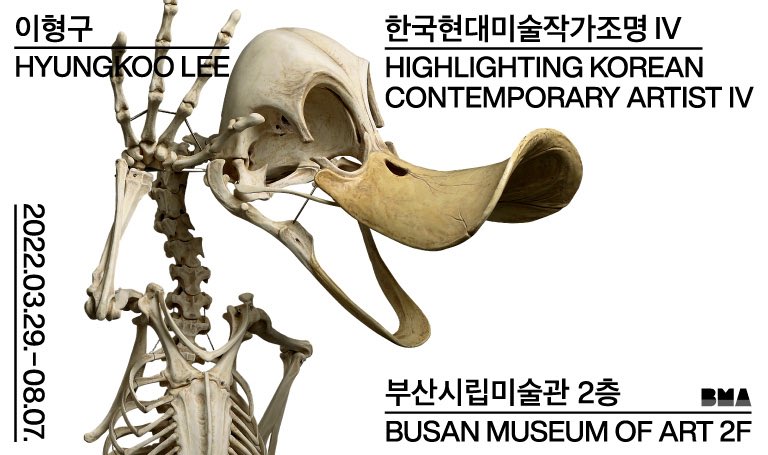 이형구
HYUNGKOO LEE
한국현대미술작가조명 IV
HIGHLIGHTING KOREAN
CONTEMPORARY ARTIST IV
2022.03.29.–08.07.
부산시립미술관 2층
BMA
BUSAN MUSEUM OF ART 2F